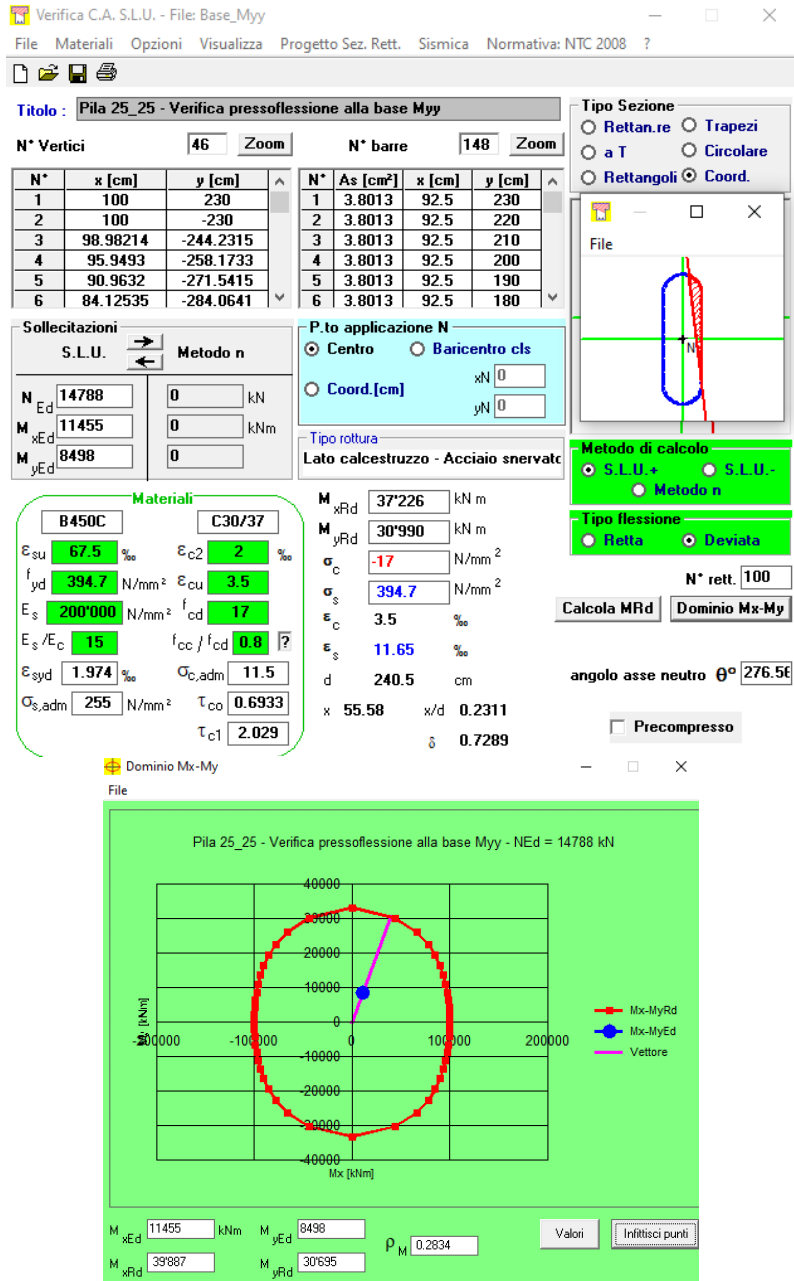 Verifica C.A. S.L.U. - File: Base_Myy
File Materiali Opzioni Visualizza Progetto Sez. Rett. Sismica Normativa: NTC 2008 ?
Titolo : Pila 25_25 - Verifica pressoflessione alla base Myy
N° Vertici 46 Zoom N° barre 148 Zoom
N° x [cm] y [cm]
1 100 230
2 100 -230
3 98.98214 -244.2315
4 95.9493 -258.1733
5 90.9632 -271.5415
6 84.12535 -284.0641
N° As [cm²] x [cm] y [cm]
1 3.8013 92.5 230
2 3.8013 92.5 220
3 3.8013 92.5 210
4 3.8013 92.5 200
5 3.8013 92.5 190
6 3.8013 92.5 180
Tipo Sezione
Rettan.re Trapezi
a T Circolare
Rettangoli Coord.
File
N
Sollecitazioni
S.L.U. Metodo n
N Ed 14788 0 kN
M xEd 11455 0 kNm
M yEd 8498 0
P.to applicazione N
Centro Baricentro cls
Coord.[cm] xN 0
yN 0
Tipo rottura
Lato calcestruzzo - Acciaio snervatc
Metodo di calcolo
S.L.U.+ S.L.U.-
Metodo n
Tipo flessione
Retta Deviata
N° rett. 100
Calcola MRd Dominio Mx-My
angolo asse neutro θ° 276.56
Precompresso
Materiali
B450C C30/37
εsu 67.5 ‰ εc2 2 ‰
fyd 394.7 N/mm² εcu 3.5
Es 200'000 N/mm² fcd 17
Es/Ec 15 fcc / fcd 0.8 ?
εsyd 1.974 ‰ σc,adm 11.5
σs,adm 255 N/mm² τco 0.6933
τc1 2.029
M xRd 37'226 kN m
M yRd 30'990 kN m
σc -17 N/mm²
σs 394.7 N/mm²
εc 3.5 ‰
εs 11.65 ‰
d 240.5 cm
x 55.58 x/d 0.2311
δ 0.7289
Dominio Mx-My
File
Pila 25_25 - Verifica pressoflessione alla base Myy - NEd = 14788 kN
40000
30000
20000
10000
0
-10000
-20000
-30000
-40000
-200000 -100000 0 100000 200000
Mx [kNm]
Mx-MyRd
Mx-MyEd
Vettore
M xEd 11455 kNm M yEd 8498
M xRd 39'887 M yRd 30'695
ρM 0.2834
Valori Infittisci punti